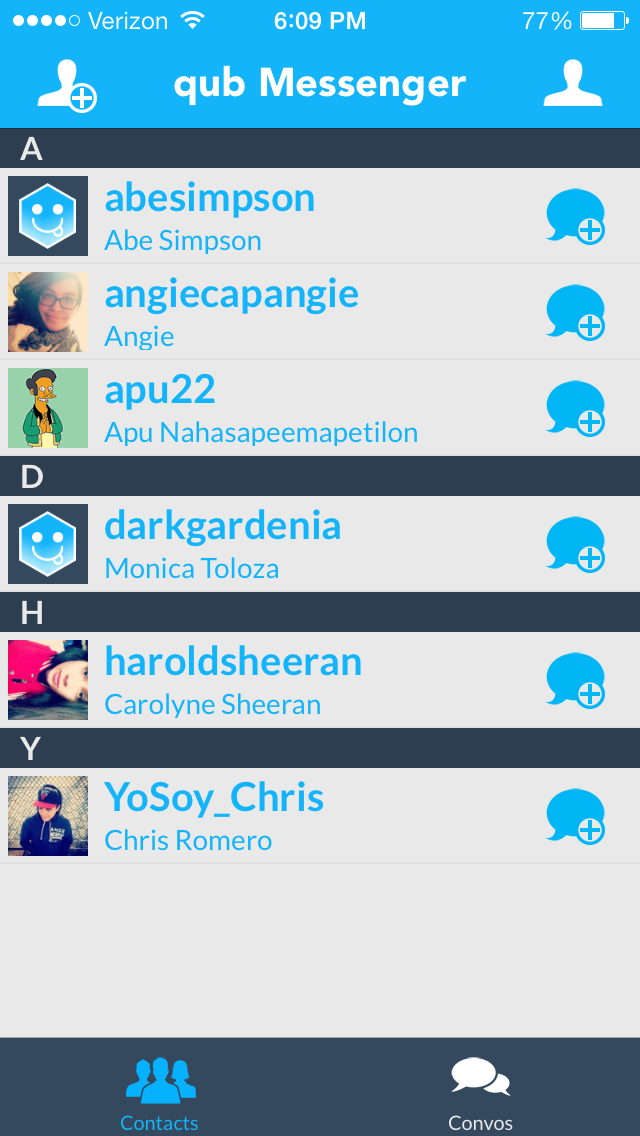 Verizon 6:09 PM 77%
qub Messenger
A
abesimpson
Abe Simpson
angiecapangie
Angie
apu22
Apu Nahasapeemapetilon
D
darkgardenia
Monica Toloza
H
haroldsheeran
Carolyne Sheeran
Y
YoSoy_Chris
Chris Romero
Contacts Convos